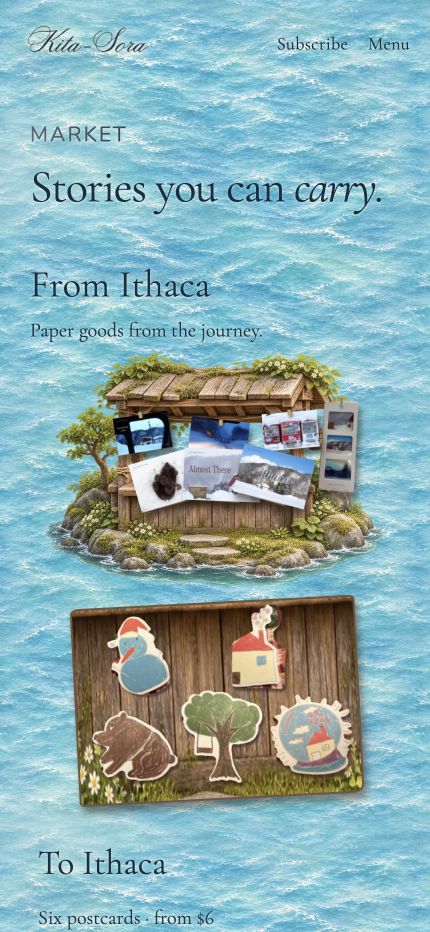 Kita-Sora
Subscribe Menu
MARKET
Stories you can carry.
From Ithaca
Paper goods from the journey.
Almost There
To Ithaca
Six postcards · from $6